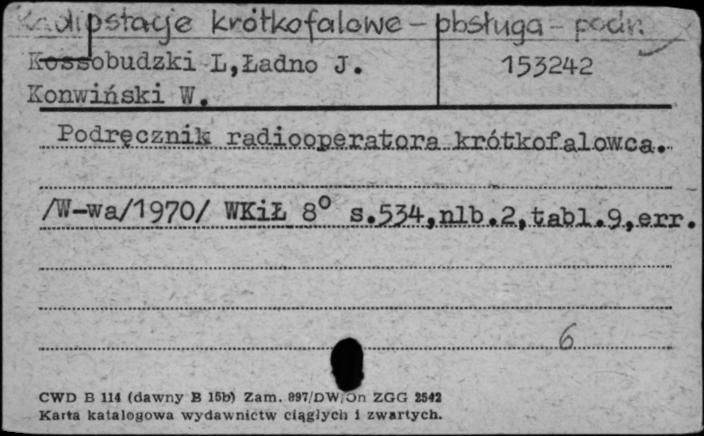 Radiostacje krótkofalowe - obsługa - podr.
Kossobudzki L, Ładno J. 153242
Konwiński W.
Podręcznik radiooperatora krótkofalowca.
/W-wa/1970/ WKiŁ 8° s.534,nlb.2,tabl.9,err.
6
CWD B 114 (dawny B 15b) Zam. 897/DW/Dn ZGG 2542
Karta katalogowa wydawnictw ciągłych i zwartych.